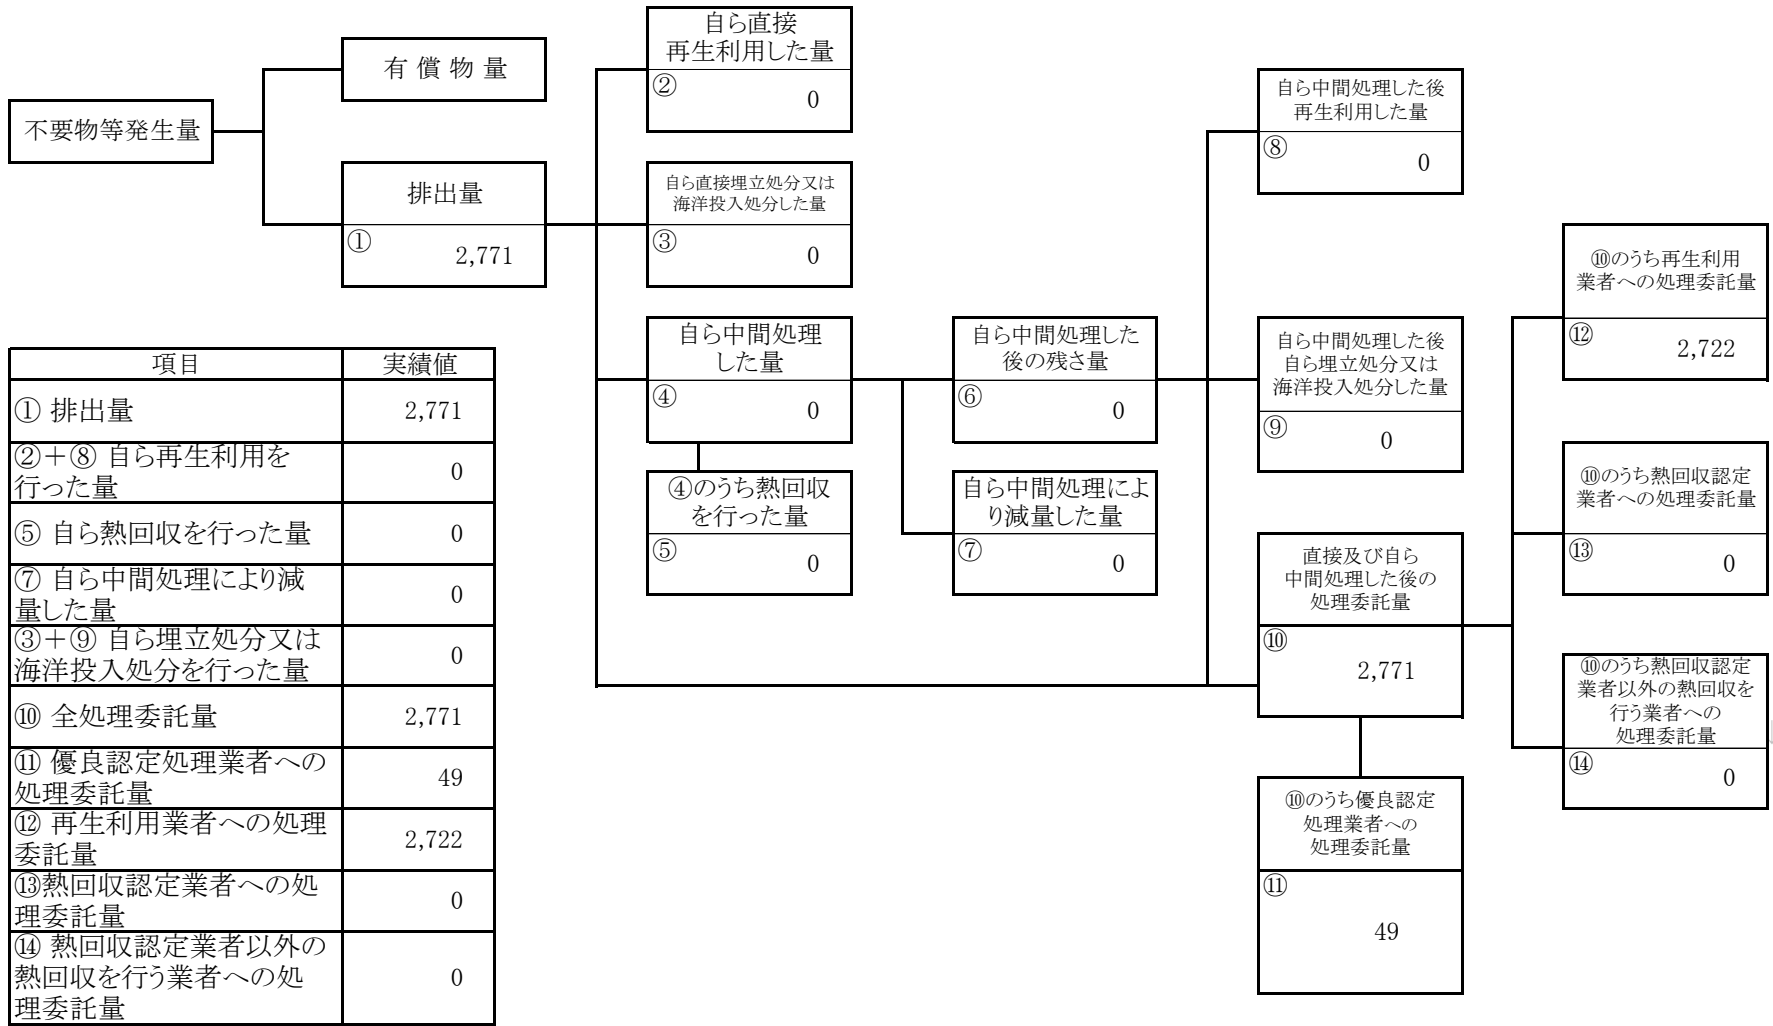 不要物等発生量
有 償 物 量
排出量
①
2,771
自ら直接
再生利用した量
②
0
自ら直接埋立処分又は
海洋投入処分した量
③
0
自ら中間処理
した量
④
0
④のうち熱回収
を行った量
⑤
0
自ら中間処理した
後の残さ量
⑥
0
自ら中間処理によ
り減量した量
⑦
0
自ら中間処理した後
再生利用した量
⑧
0
自ら中間処理した後
自ら埋立処分又は
海洋投入処分した量
⑨
0
直接及び自ら
中間処理した後の
処理委託量
⑩
2,771
⑩のうち優良認定
処理業者への
処理委託量
⑪
49
⑩のうち再生利用
業者への処理委託量
⑫
2,722
⑩のうち熱回収認定
業者への処理委託量
⑬
0
⑩のうち熱回収認定
業者以外の熱回収を
行う業者への
処理委託量
⑭
0
項目 実績値
① 排出量 2,771
②＋⑧ 自ら再生利用を
行った量 0
⑤ 自ら熱回収を行った量 0
⑦ 自ら中間処理により減
量した量 0
③＋⑨ 自ら埋立処分又は
海洋投入処分を行った量 0
⑩ 全処理委託量 2,771
⑪ 優良認定処理業者への
処理委託量 49
⑫ 再生利用業者への処理
委託量 2,722
⑬熱回収認定業者への処
理委託量 0
⑭ 熱回収認定業者以外の
熱回収を行う業者への処
理委託量 0